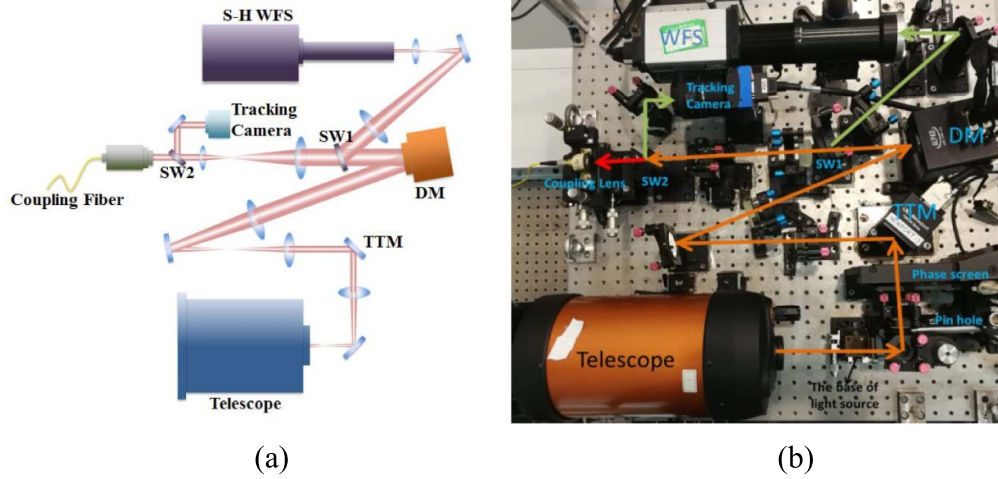 S-H WFS
Tracking
Camera
SW1
SW2
DM
Coupling Fiber
TTM
Telescope
(a)
WFS
Tracking
Camera
DM
SW1
Coupling Lens
SW2
TTM
Phase screen
Pin hole
Telescope
The base of
light source
(b)